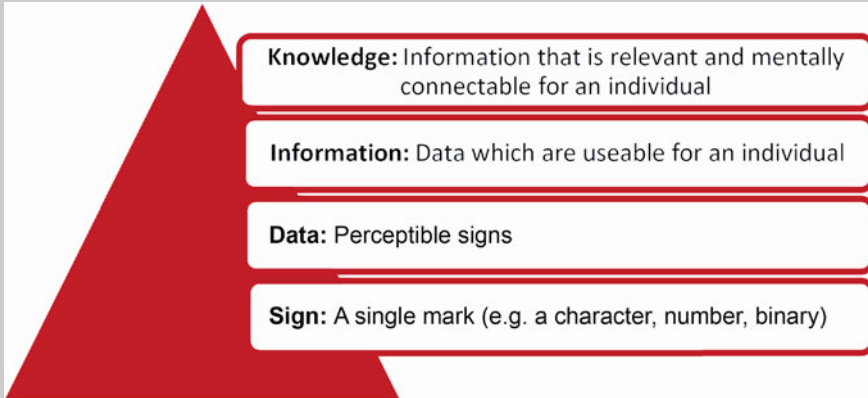 Knowledge: Information that is relevant and mentally
connectable for an individual
Information: Data which are useable for an individual
Data: Perceptible signs
Sign: A single mark (e.g. a character, number, binary)